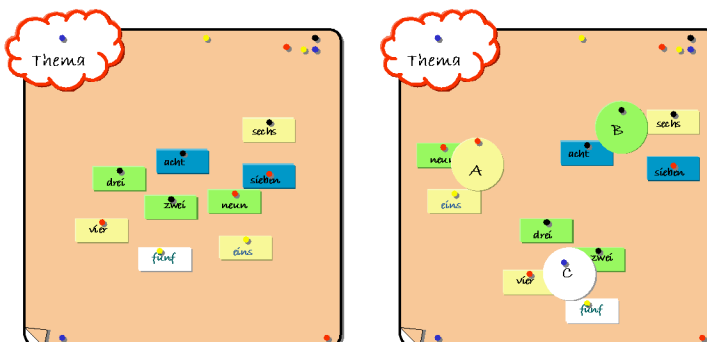 Thema
sechs
acht
sieben
drei
zwei
neun
vier
fünf
eins
Thema
sechs
B
acht
neun
A
sieben
eins
drei
zwei
C
vier
fünf